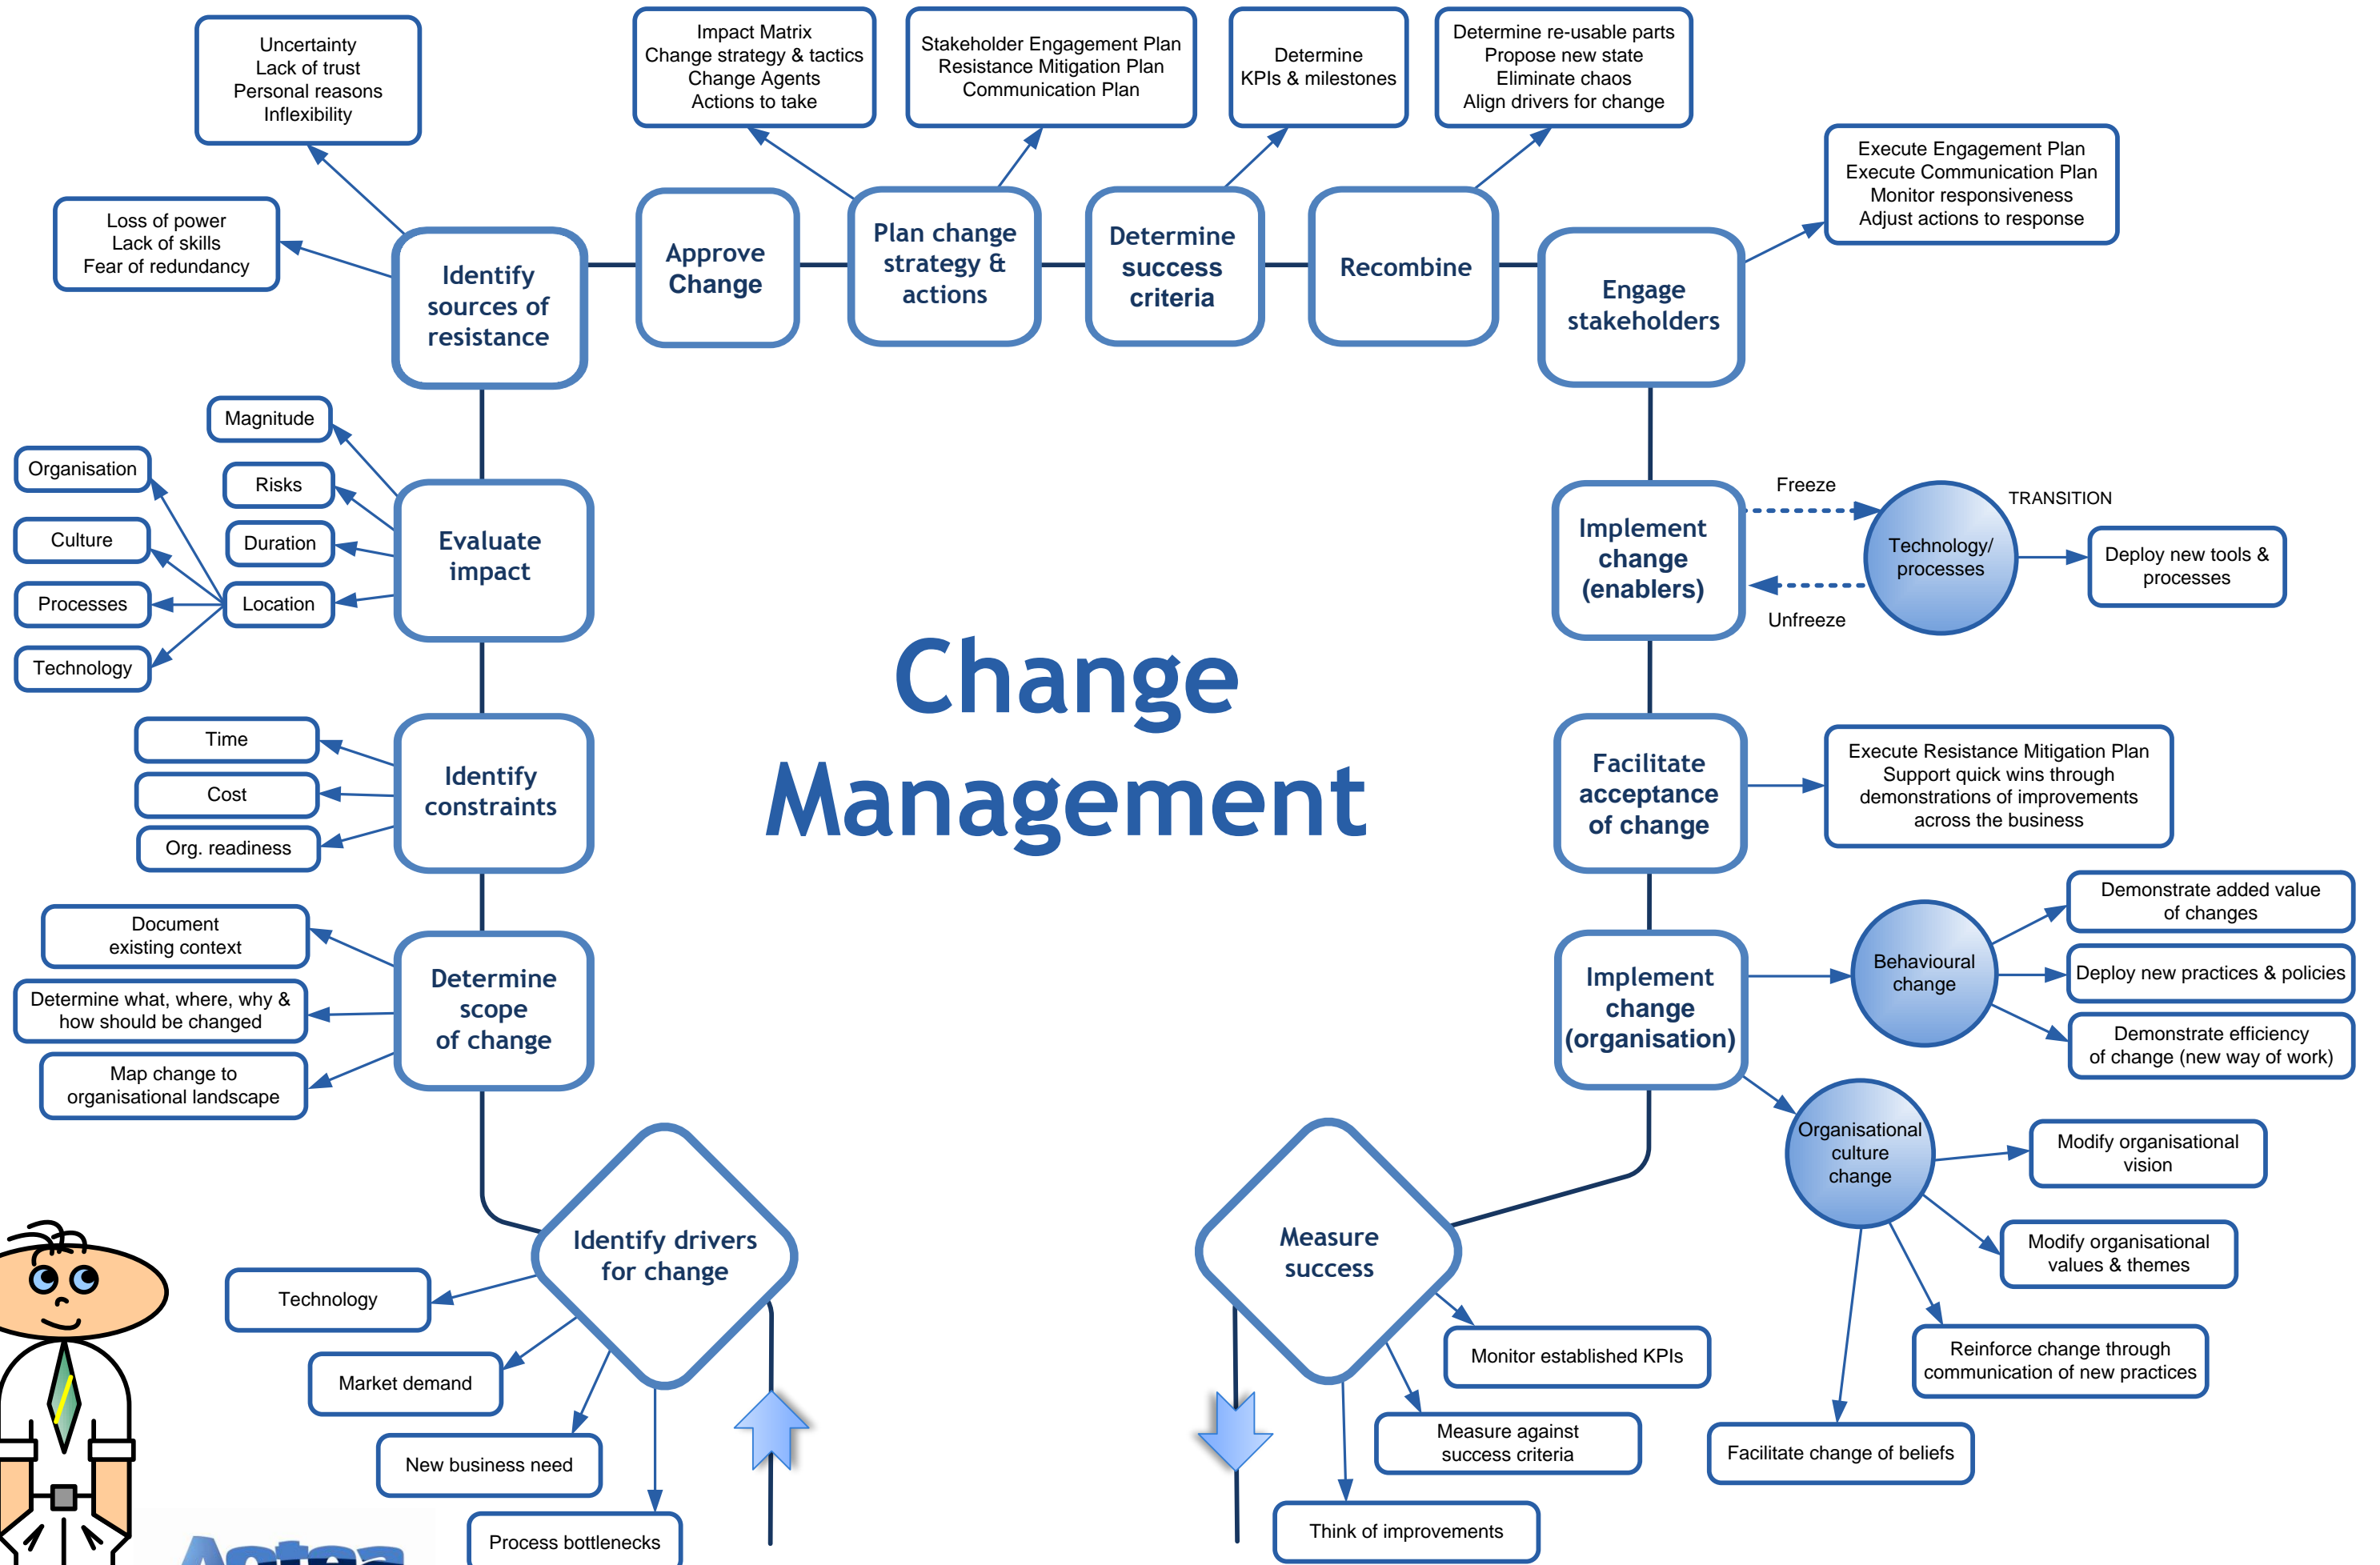 Uncertainty
Lack of trust
Personal reasons
Inflexibility
Impact Matrix
Change strategy & tactics
Change Agents
Actions to take
Stakeholder Engagement Plan
Resistance Mitigation Plan
Communication Plan
Determine
KPIs & milestones
Determine re-usable parts
Propose new state
Eliminate chaos
Align drivers for change
Execute Engagement Plan
Execute Communication Plan
Monitor responsiveness
Adjust actions to response
Loss of power
Lack of skills
Fear of redundancy
Identify
sources of
resistance
Approve
Change
Plan change
strategy &
actions
Determine
success
criteria
Recombine
Engage
stakeholders
Magnitude
Organisation
Risks
Culture
Duration
Processes
Location
Technology
Evaluate
impact
Implement
change
(enablers)
Freeze
Unfreeze
TRANSITION
Technology/
processes
Deploy new tools &
processes
Change
Management
Time
Cost
Org. readiness
Identify
constraints
Facilitate
acceptance
of change
Execute Resistance Mitigation Plan
Support quick wins through
demonstrations of improvements
across the business
Document
existing context
Determine what, where, why &
how should be changed
Map change to
organisational landscape
Determine
scope
of change
Implement
change
(organisation)
Behavioural
change
Demonstrate added value
of changes
Deploy new practices & policies
Demonstrate efficiency
of change (new way of work)
Organisational
culture
change
Modify organisational
vision
Modify organisational
values & themes
Reinforce change through
communication of new practices
Facilitate change of beliefs
Identify drivers
for change
Technology
Market demand
New business need
Process bottlenecks
Measure
success
Monitor established KPIs
Measure against
success criteria
Think of improvements